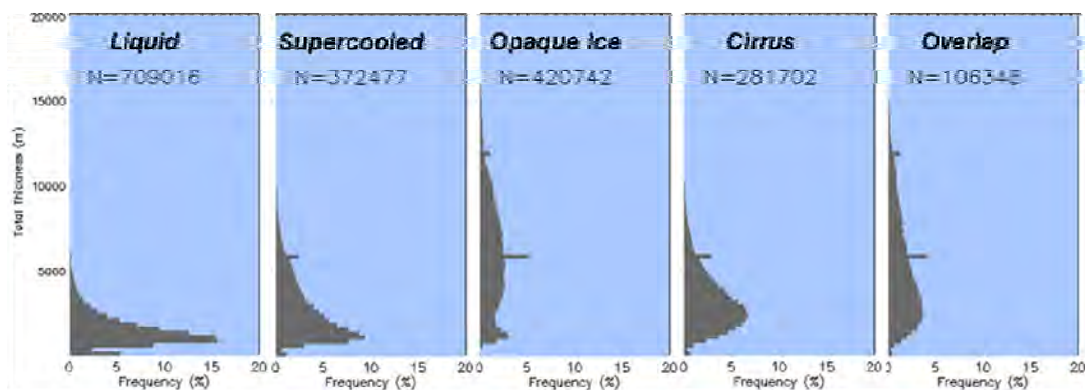 20000
15000
10000
5000
Total Thickness (m)
Liquid
N=709016
0 5 10 15 20
Frequency (%)
Supercooled
N=372477
0 5 10 15 20
Frequency (%)
Opaque Ice
N=420742
0 5 10 15 20
Frequency (%)
Cirrus
N=281702
0 5 10 15 20
Frequency (%)
Overlap
N=106348
0 5 10 15 20
Frequency (%)